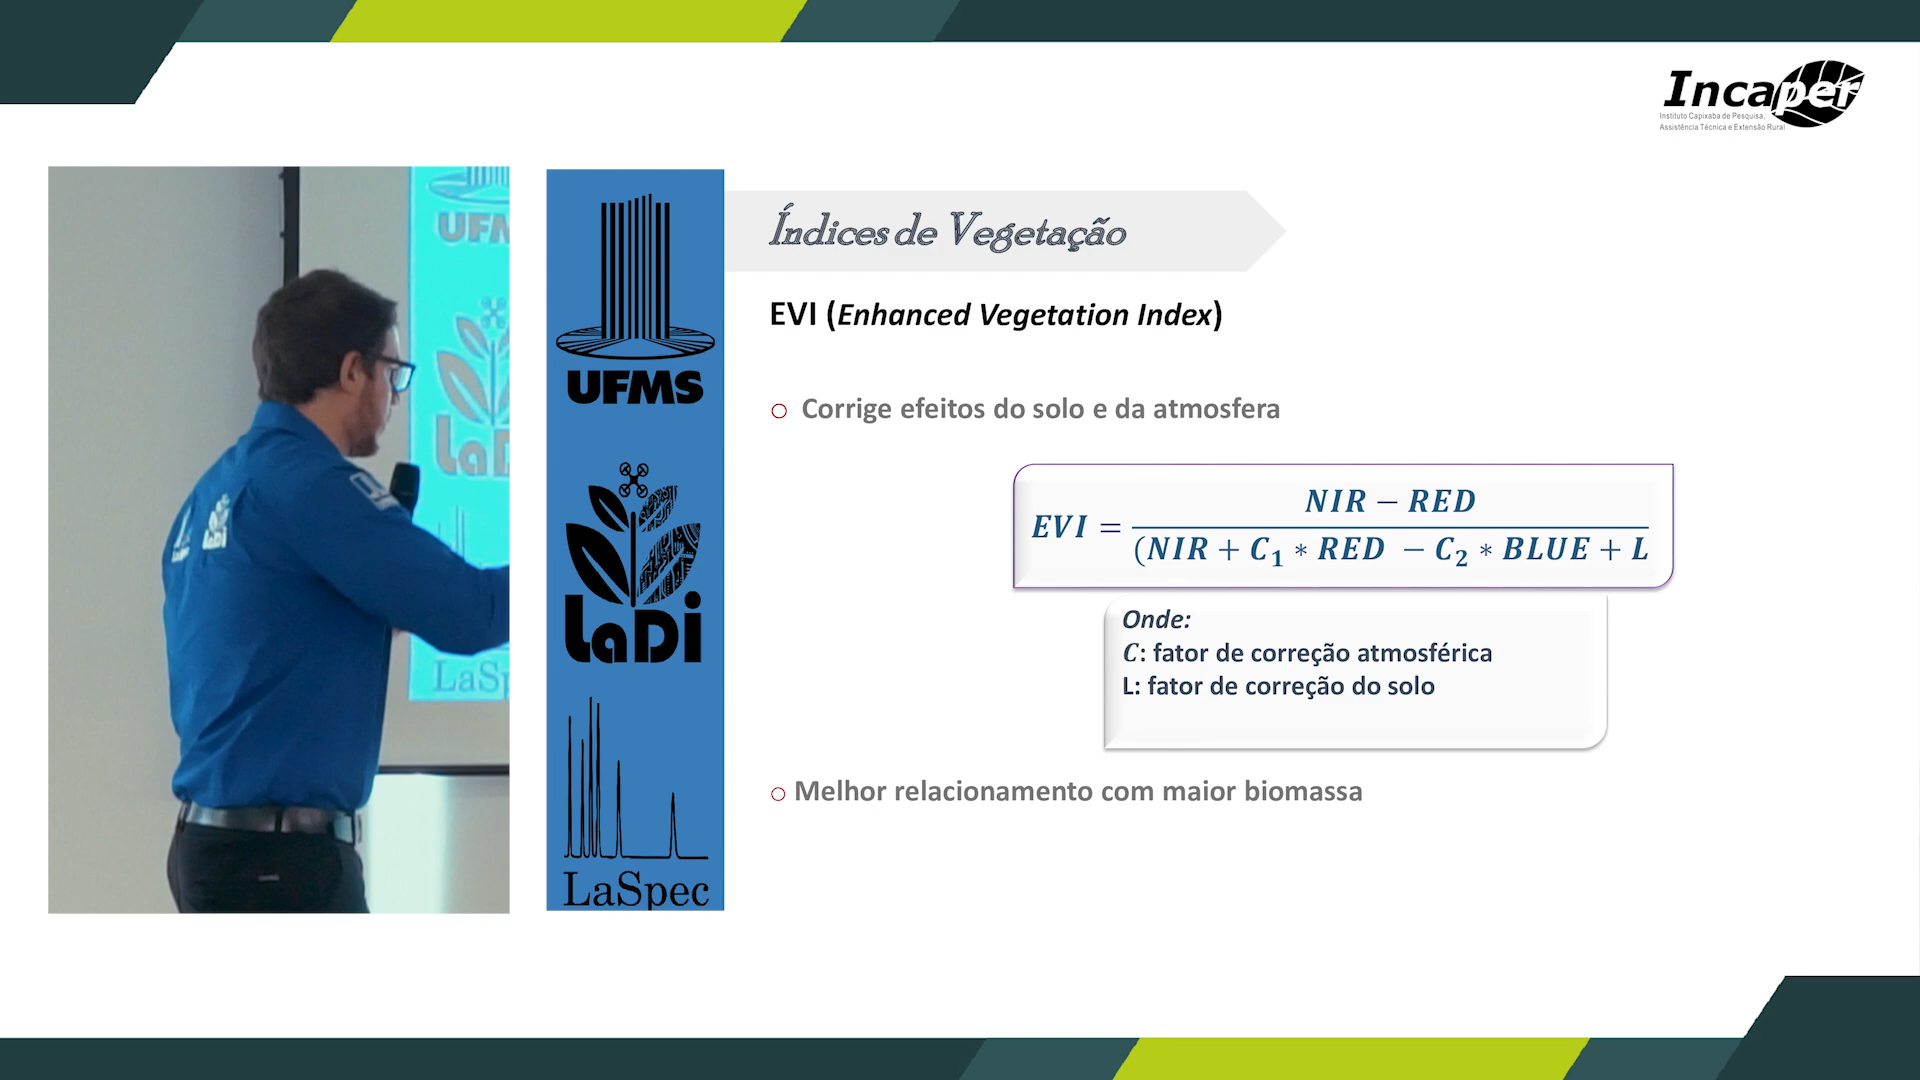 Incaper
Instituto Capixaba de Pesquisa,
Assistência Técnica e Extensão Rural
UFMS
LaDi
LaSpec
Índices de Vegetação
EVI (Enhanced Vegetation Index)
Corrige efeitos do solo e da atmosfera
EVI = NIR − RED
(NIR + C₁ * RED − C₂ * BLUE + L
Onde:
C: fator de correção atmosférica
L: fator de correção do solo
Melhor relacionamento com maior biomassa
LaDi